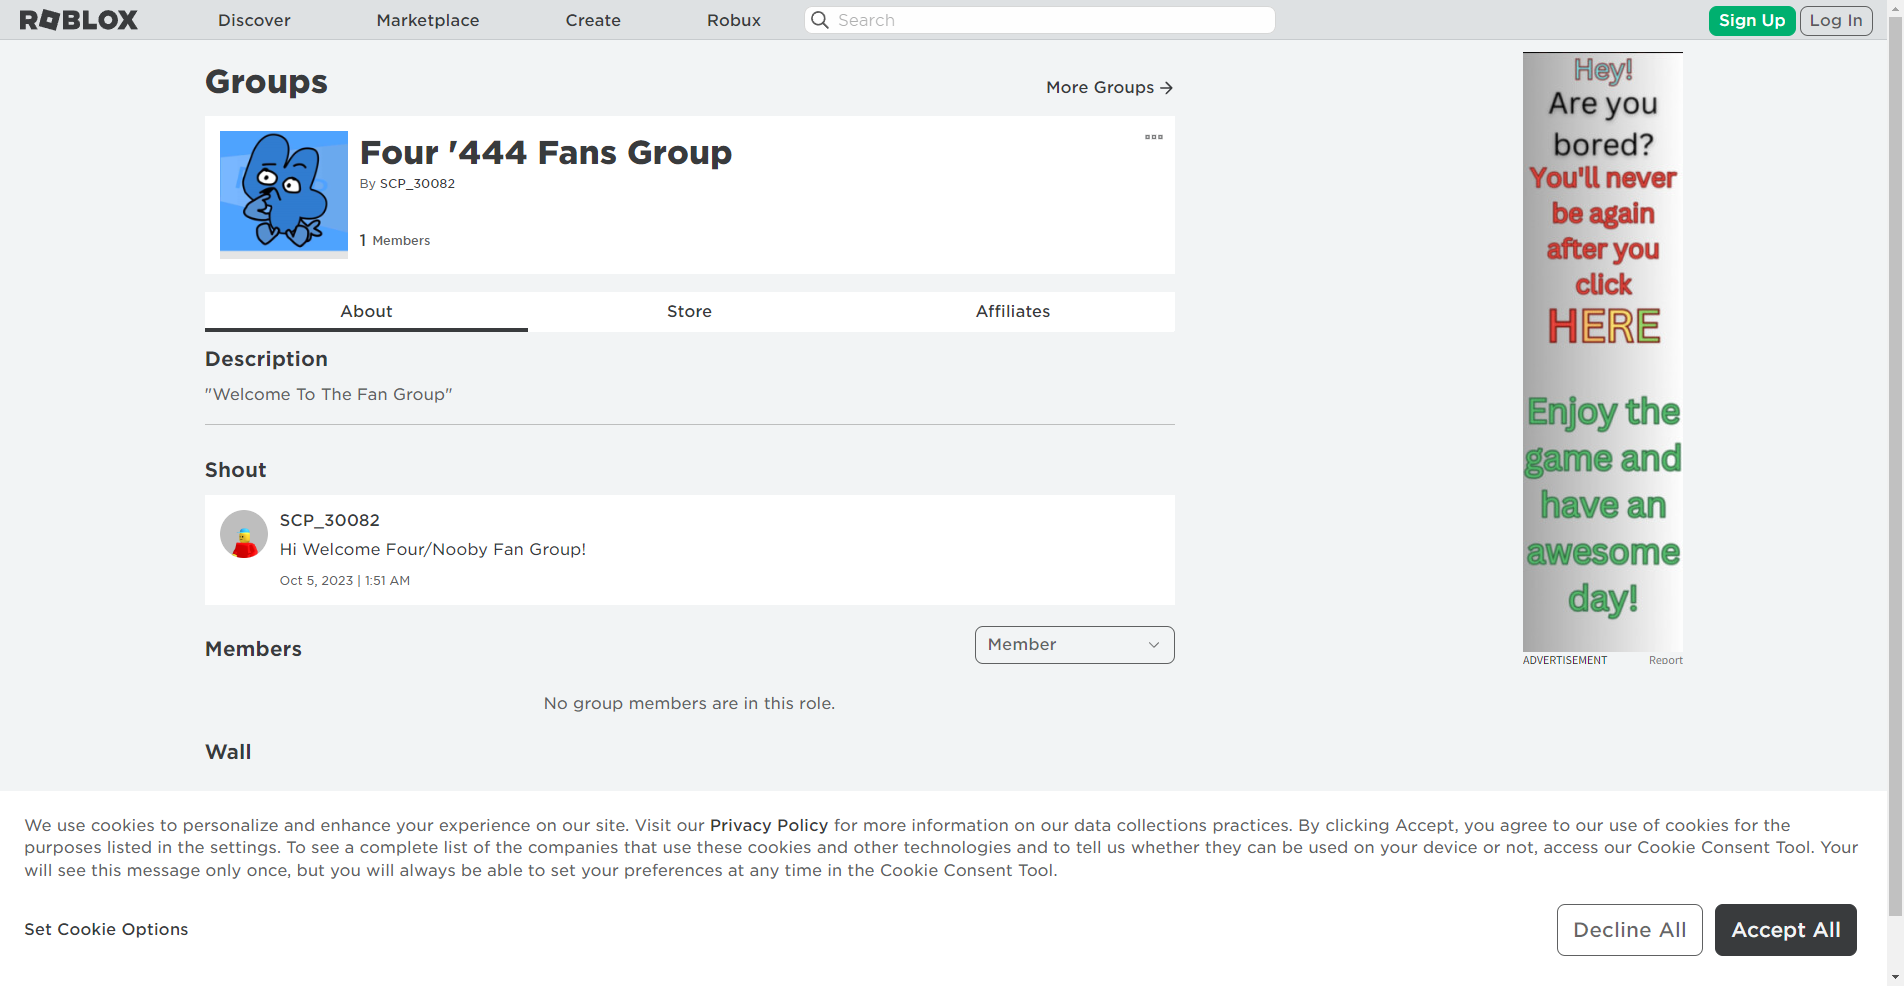 ROBLOX
Discover
Marketplace
Create
Robux
Search
Sign Up
Log In
Groups
More Groups →
Four '444 Fans Group
By SCP_30082
1 Members
About
Store
Affiliates
Description
"Welcome To The Fan Group"
Shout
SCP_30082
Hi Welcome Four/Nooby Fan Group!
Oct 5, 2023 | 1:51 AM
Members
Member
No group members are in this role.
Wall
Hey!
Are you
bored?
You'll never
be again
after you
click
HERE
Enjoy the
game and
have an
awesome
day!
ADVERTISEMENT
Report
We use cookies to personalize and enhance your experience on our site. Visit our Privacy Policy for more information on our data collections practices. By clicking Accept, you agree to our use of cookies for the
purposes listed in the settings. To see a complete list of the companies that use these cookies and other technologies and to tell us whether they can be used on your device or not, access our Cookie Consent Tool. Your
will see this message only once, but you will always be able to set your preferences at any time in the Cookie Consent Tool.
Set Cookie Options
Decline All
Accept All